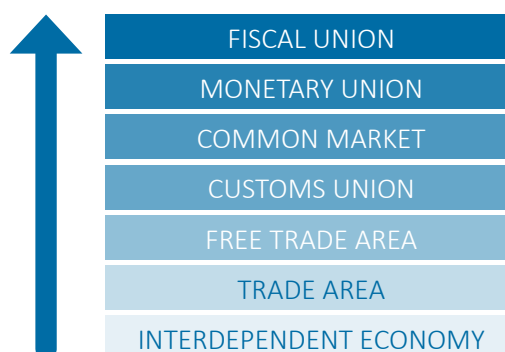 FISCAL UNION
MONETARY UNION
COMMON MARKET
CUSTOMS UNION
FREE TRADE AREA
TRADE AREA
INTERDEPENDENT ECONOMY